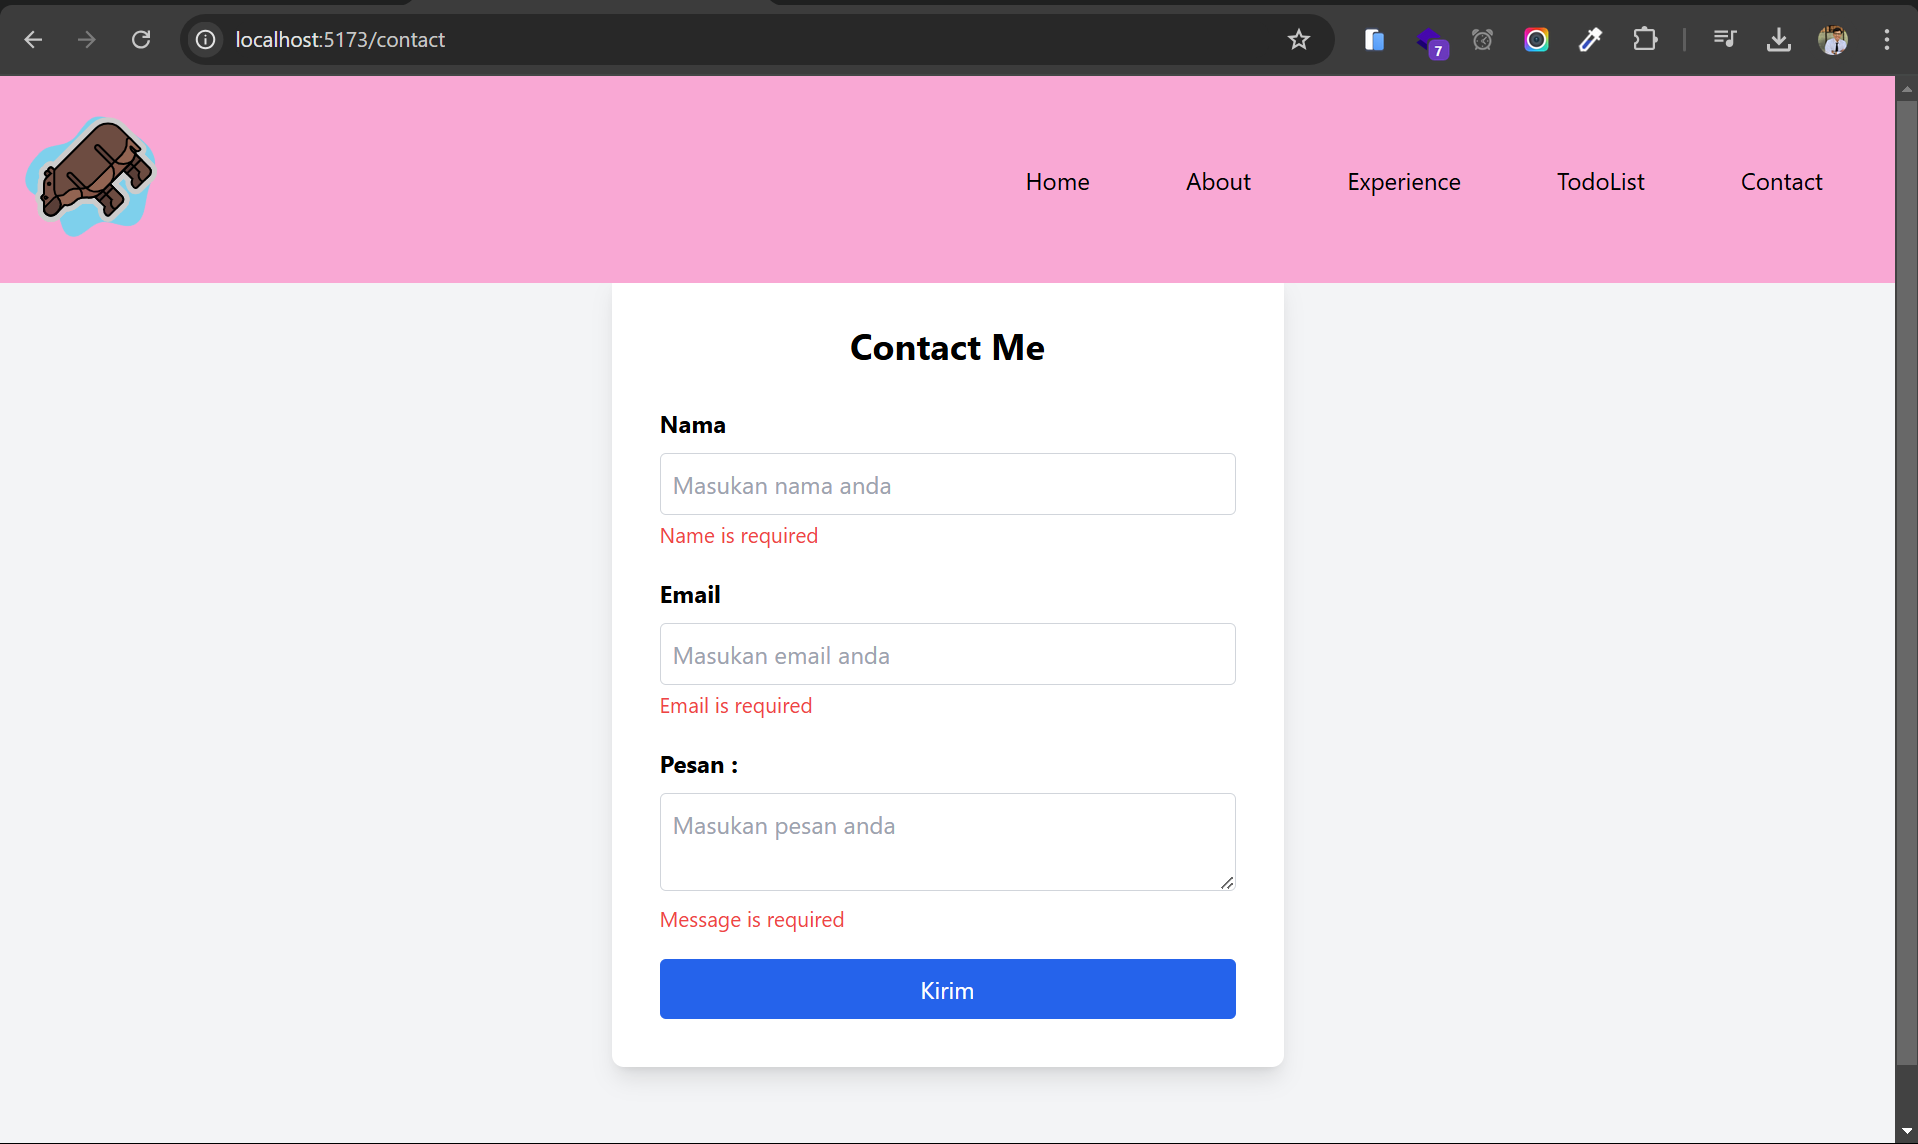 localhost:5173/contact
7
Home About Experience TodoList Contact
Contact Me
Nama
Masukan nama anda
Name is required
Email
Masukan email anda
Email is required
Pesan :
Masukan pesan anda
Message is required
Kirim